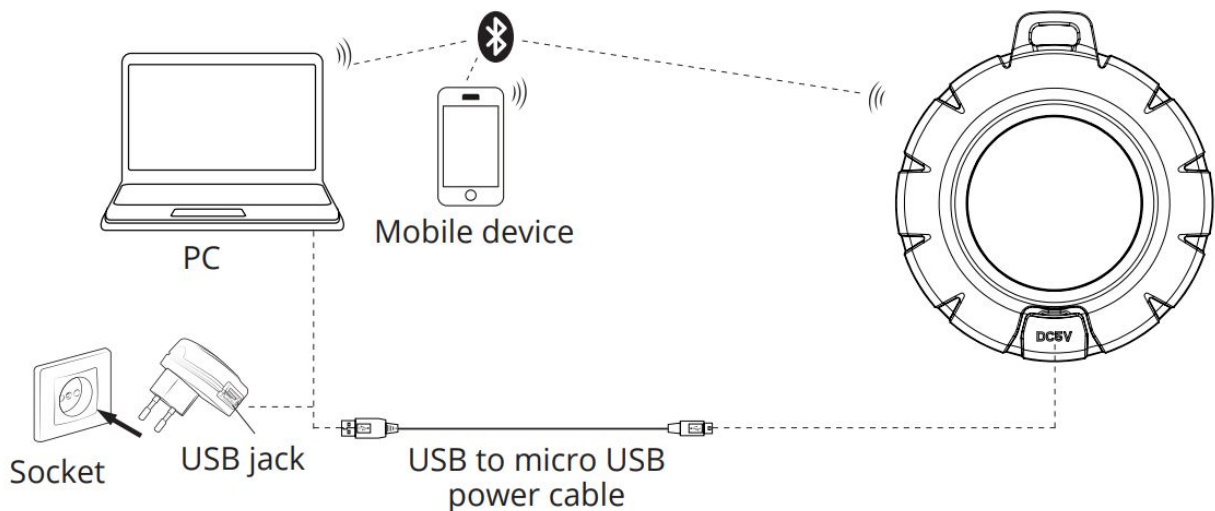 Mobile device
PC
DC5V
USB jack
Socket
USB to micro USB
power cable